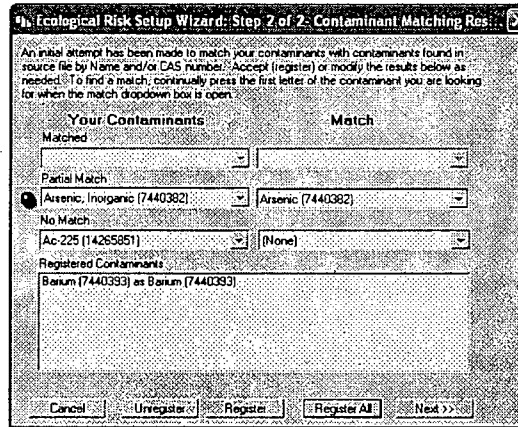 Ecological Risk Setup Wizard: Step 2 of 2- Contaminant Matching Res...
An initial attempt has been made to match your contaminants with contaminants found in
source file by Name and/or CAS number. Accept (register) or modify the results below as
needed. To find a match, continually press the first letter of the contaminant you are looking
for when the match dropdown box is open.
Your Contaminants Match
Matched
Partial Match
Arsenic, Inorganic (7440382) Arsenic (7440382)
No Match
Ac-225 (14265851) (None)
Registered Contaminants
Barium (7440393) as Barium (7440393)
Cancel Unregister Register Register All Next >>